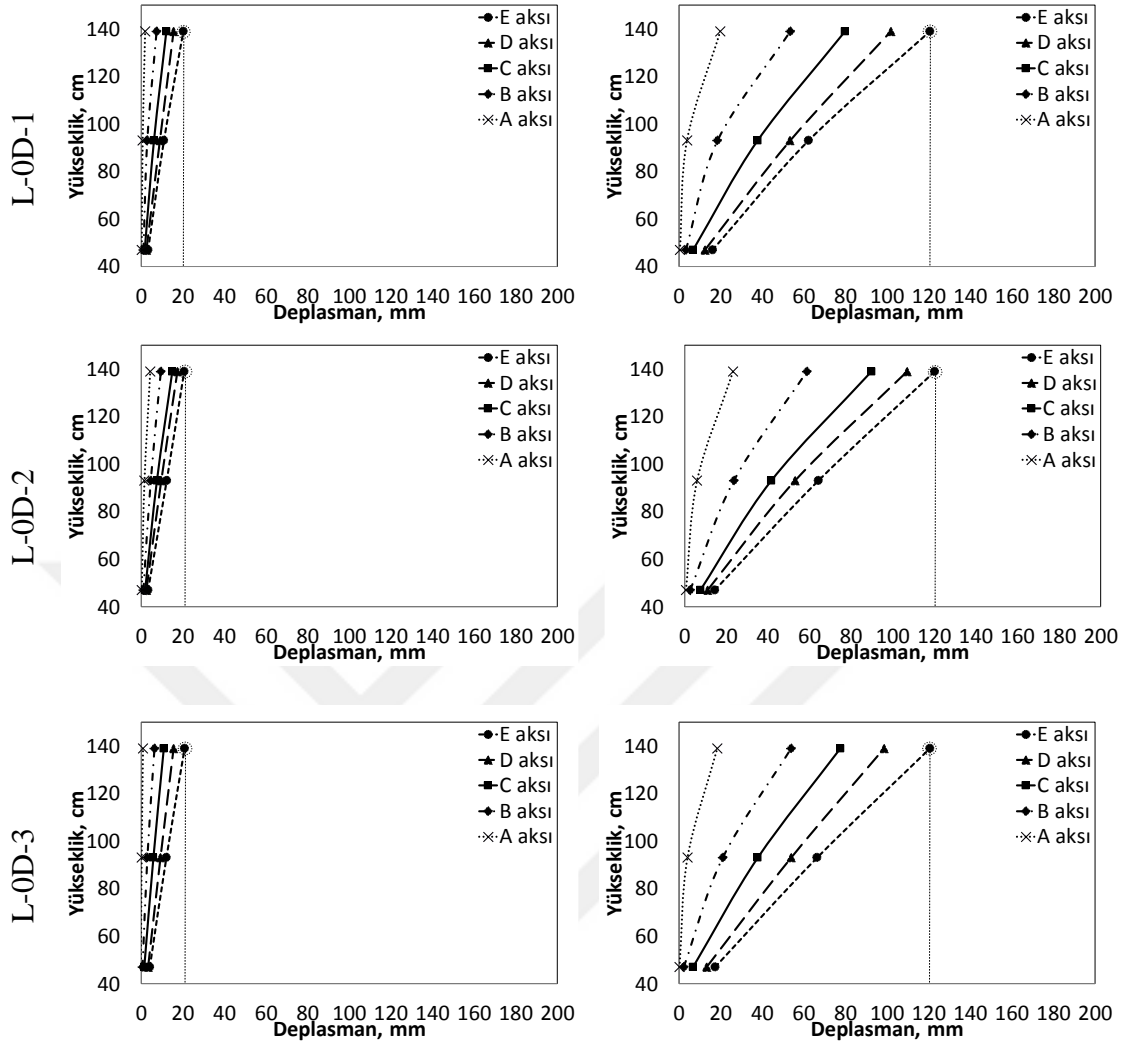 L-0D-1
Yükseklik, cm
140
120
100
80
60
40
E aksı
D aksı
C aksı
B aksı
A aksı
0 20 40 60 80 100 120 140 160 180 200
Deplasman, mm
Yükseklik, cm
140
120
100
80
60
40
E aksı
D aksı
C aksı
B aksı
A aksı
0 20 40 60 80 100 120 140 160 180 200
Deplasman, mm
L-0D-2
Yükseklik, cm
140
120
100
80
60
40
E aksı
D aksı
C aksı
B aksı
A aksı
0 20 40 60 80 100 120 140 160 180 200
Deplasman, mm
Yükseklik, cm
140
120
100
80
60
40
E aksı
D aksı
C aksı
B aksı
A aksı
0 20 40 60 80 100 120 140 160 180 200
Deplasman, mm
L-0D-3
Yükseklik, cm
140
120
100
80
60
40
E aksı
D aksı
C aksı
B aksı
A aksı
0 20 40 60 80 100 120 140 160 180 200
Deplasman, mm
Yükseklik, cm
140
120
100
80
60
40
E aksı
D aksı
C aksı
B aksı
A aksı
0 20 40 60 80 100 120 140 160 180 200
Deplasman, mm